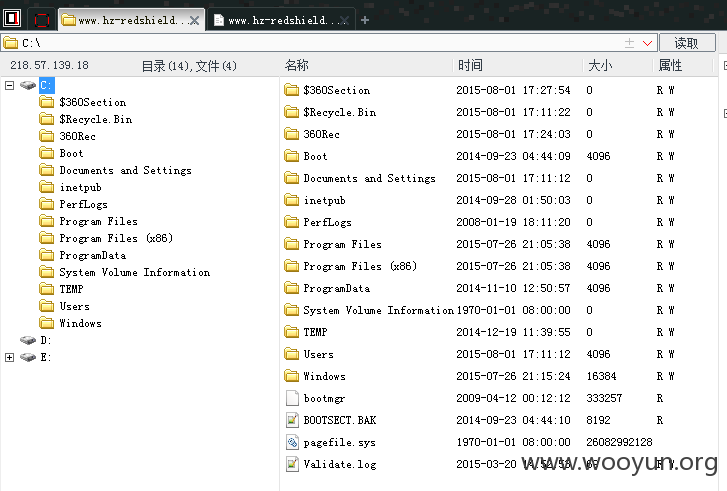 www.hz-redshield... www.hz-redshield...
C:\ 读取
218.57.139.18 目录(14),文件(4) 名称 时间 大小 属性
C:
$360Section
$Recycle.Bin
360Rec
Boot
Documents and Settings
inetpub
PerfLogs
Program Files
Program Files (x86)
ProgramData
System Volume Information
TEMP
Users
Windows
D:
E:
$360Section 2015-08-01 17:27:54 0 R W
$Recycle.Bin 2015-08-01 17:11:22 0 R W
360Rec 2015-08-01 17:24:03 0 R W
Boot 2014-09-23 04:44:09 4096 R W
Documents and Settings 2015-08-01 17:11:12 0 R W
inetpub 2014-09-28 01:50:03 0 R W
PerfLogs 2008-01-19 18:11:20 0 R W
Program Files 2015-07-26 21:05:38 4096 R W
Program Files (x86) 2015-07-26 21:05:38 4096 R W
ProgramData 2014-11-10 12:50:57 4096 R W
System Volume Information 1970-01-01 08:00:00 0 R W
TEMP 2014-12-19 11:39:55 0 R W
Users 2015-08-01 17:11:12 4096 R W
Windows 2015-07-26 21:15:24 16384 R W
bootmgr 2009-04-12 00:12:12 333257 R
BOOTSECT.BAK 2014-09-23 04:44:10 8192 R
pagefile.sys 1970-01-01 08:00:00 26082992128
Validate.log 2015-03-20 R W
www.wooyun.org